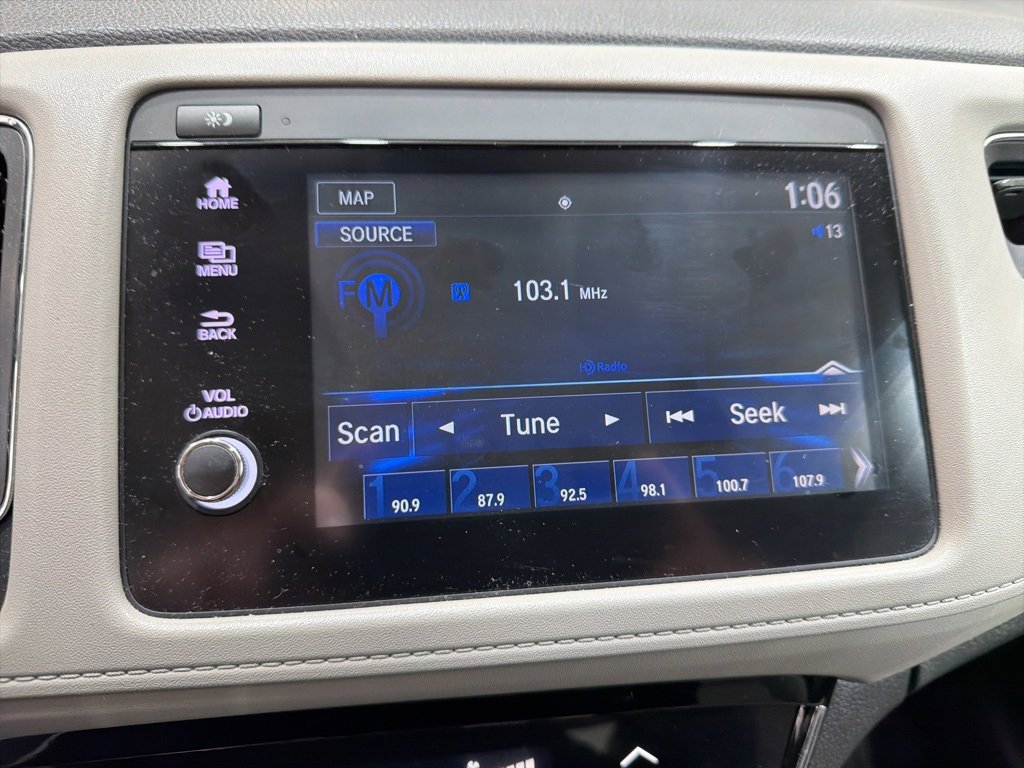 HOME
MENU
BACK
VOL
AUDIO
MAP
1:06
SOURCE
13
FM
103.1 MHz
HD Radio
Scan
Tune
Seek
1 90.9
2 87.9
3 92.5
4 98.1
5 100.7
6 107.9